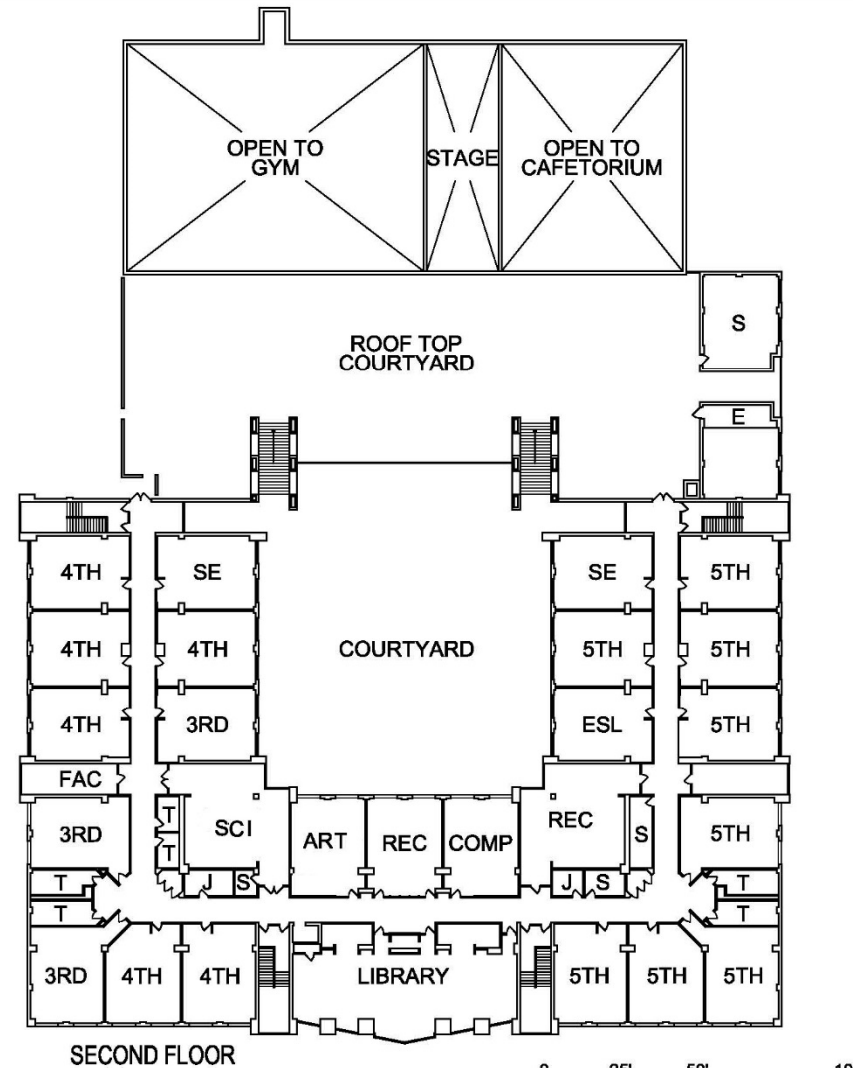 OPEN TO
GYM
STAGE
OPEN TO
CAFETORIUM
S
ROOF TOP
COURTYARD
E
4TH
SE
SE
5TH
4TH
4TH
COURTYARD
5TH
5TH
4TH
3RD
ESL
5TH
FAC
3RD
T
T
SCI
ART
REC
COMP
REC
S
5TH
T
J
S
J
S
T
T
T
3RD
4TH
4TH
LIBRARY
5TH
5TH
5TH
SECOND FLOOR